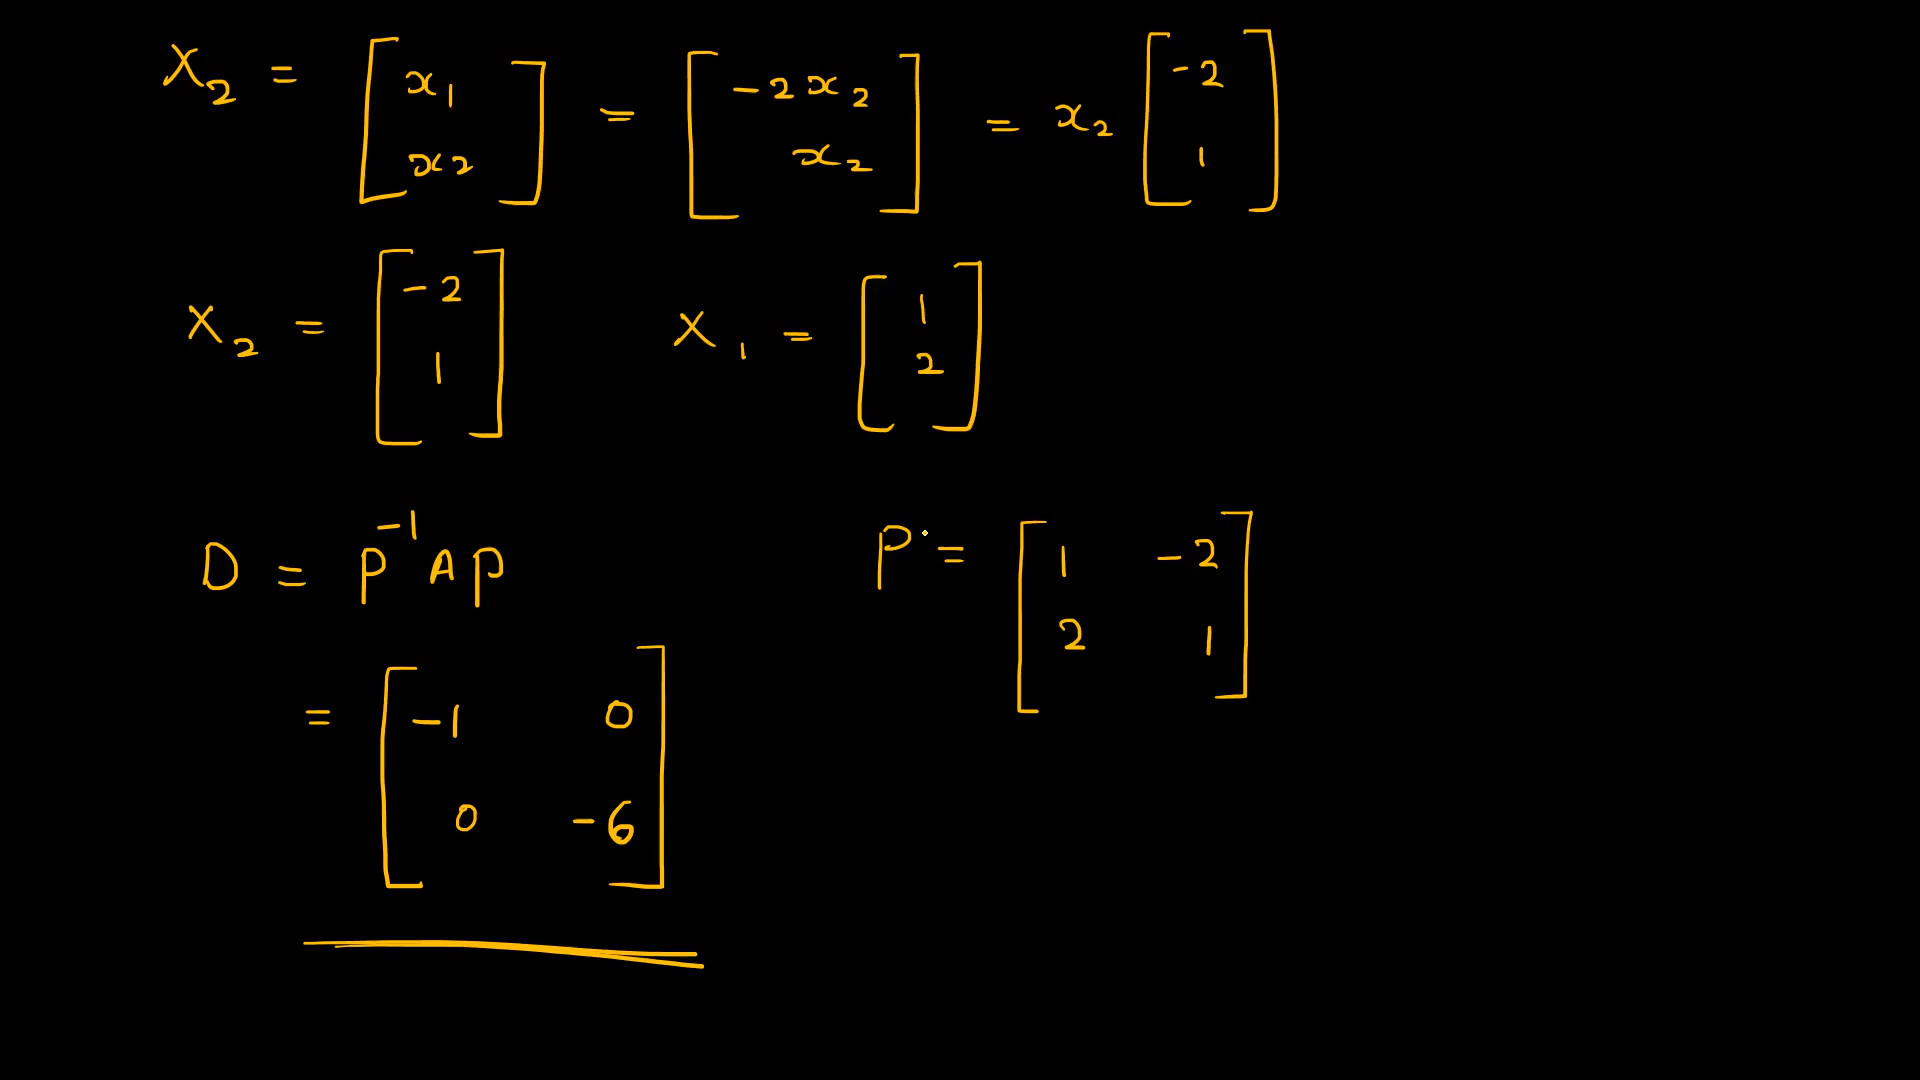 X₂ = [x₁ x₂] = [-2x₂ x₂] = x₂ [-2 1]
X₂ = [-2 1] X₁ = [1 2]
D = P⁻¹AP P = [1 -2
2 1]
= [-1 0
0 -6]